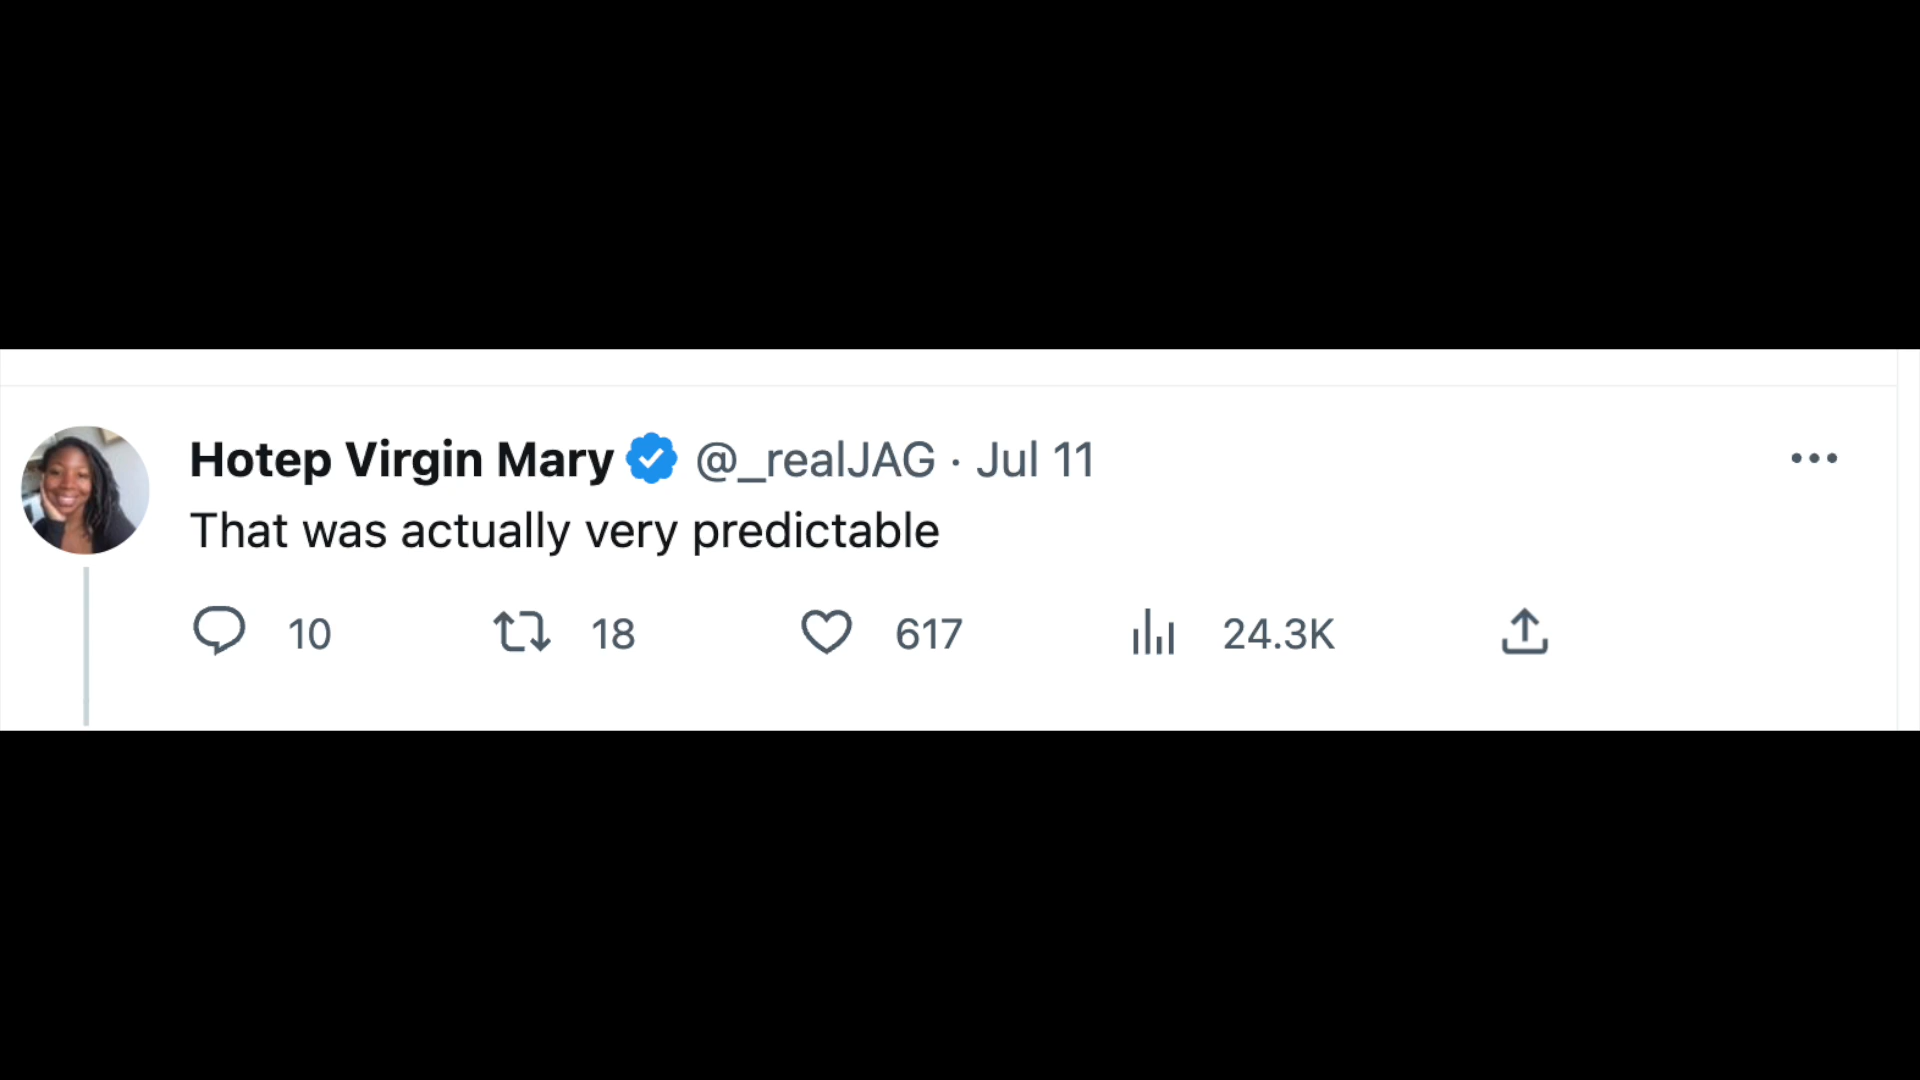 Hotep Virgin Mary @_realJAG · Jul 11
That was actually very predictable
10 18 617 24.3K